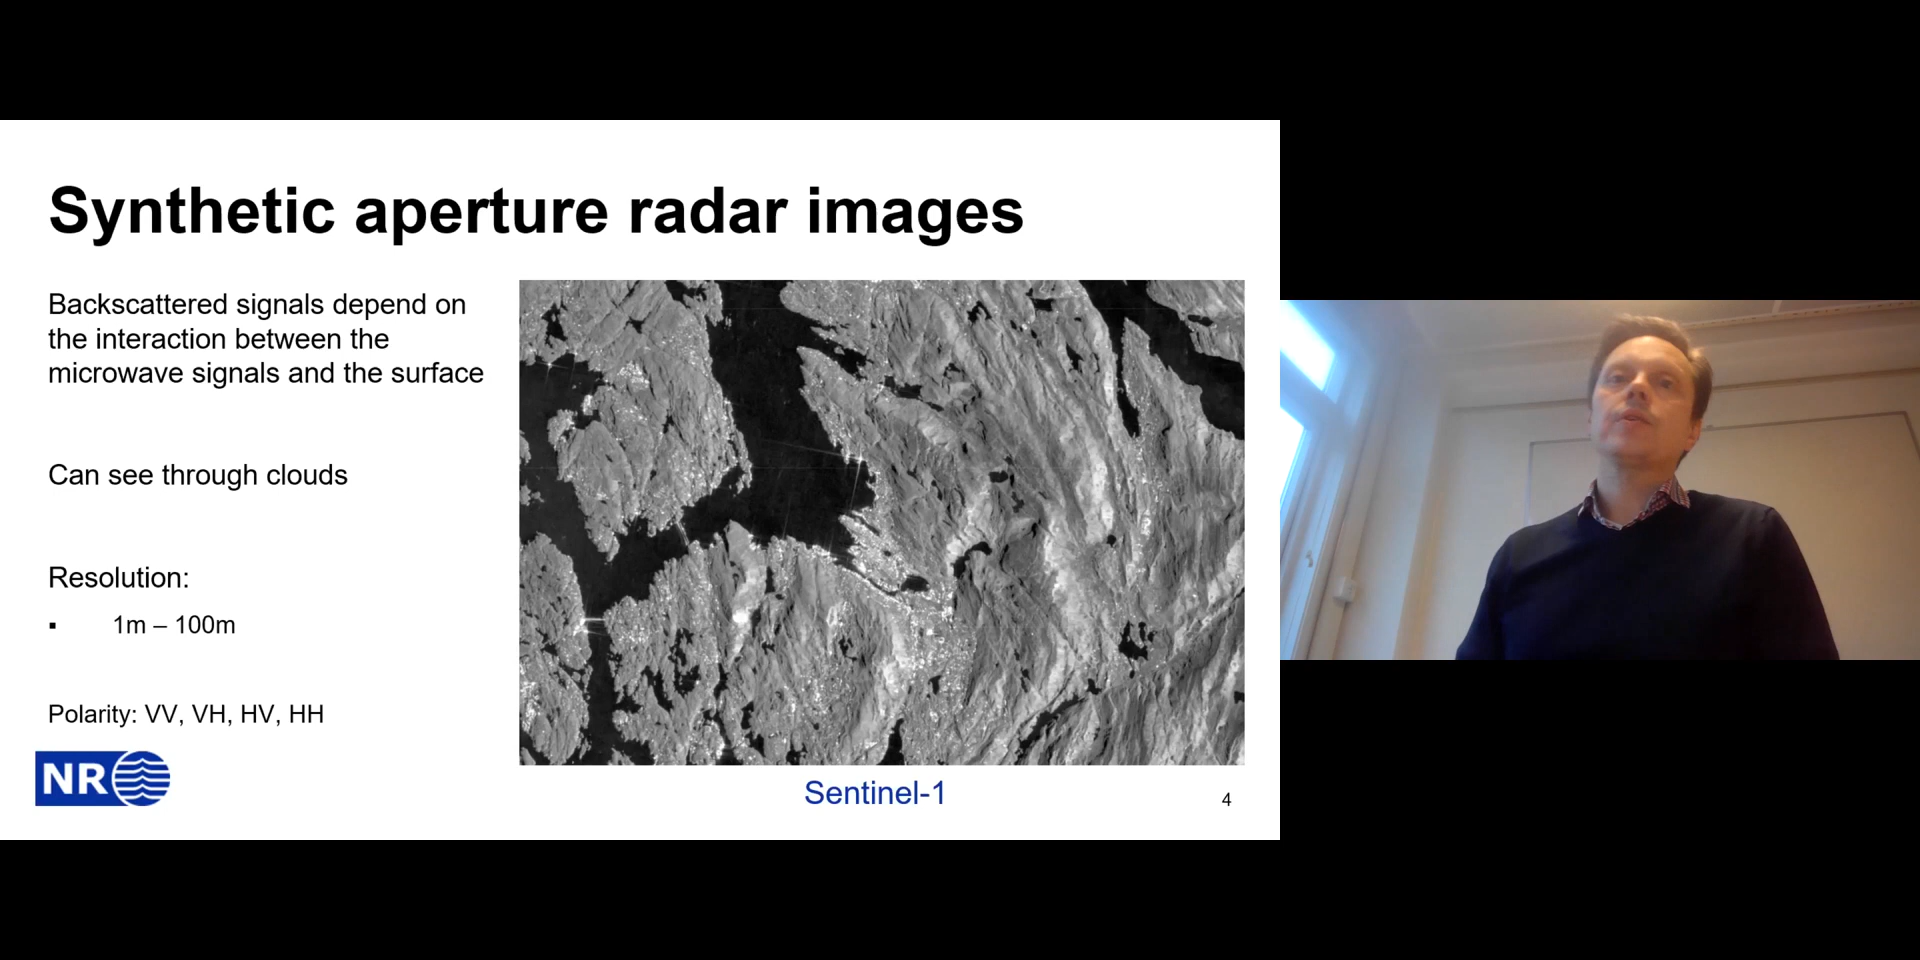 Synthetic aperture radar images
Backscattered signals depend on
the interaction between the
microwave signals and the surface
Can see through clouds
Resolution:
▪ 1m – 100m
Polarity: VV, VH, HV, HH
NR
Sentinel-1
4